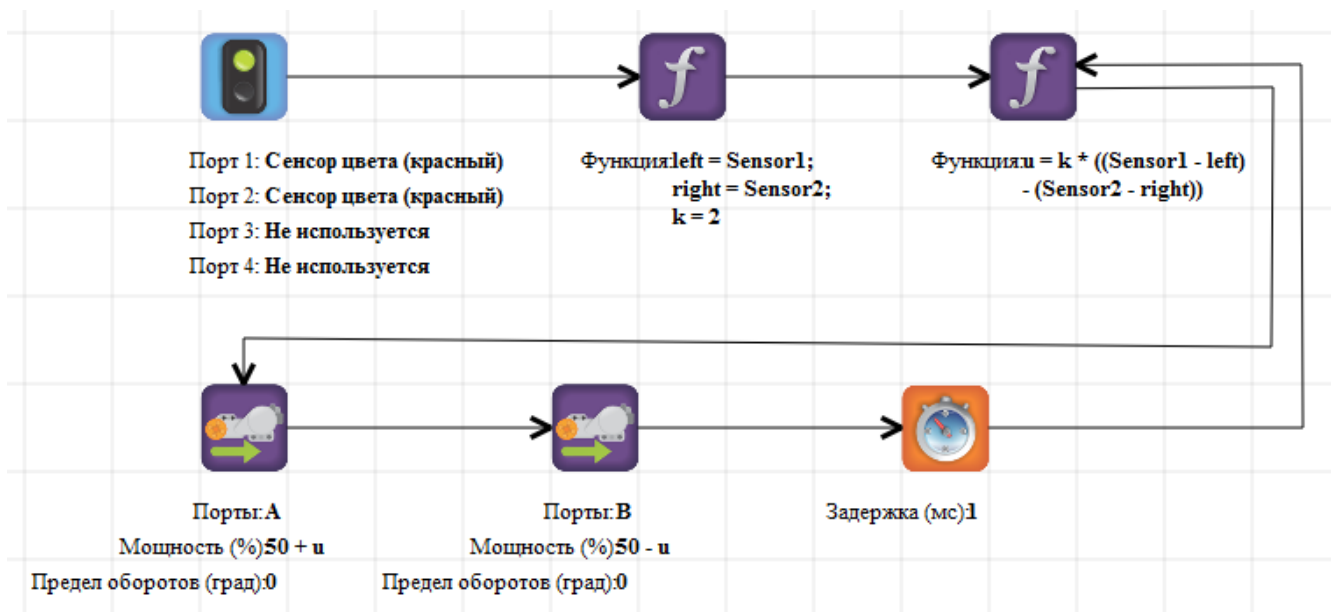 Порт 1: Сенсор цвета (красный)
Порт 2: Сенсор цвета (красный)
Порт 3: Не используется
Порт 4: Не используется
Функция:left = Sensor1;
right = Sensor2;
k = 2
Функция:u = k * ((Sensor1 - left)
- (Sensor2 - right))
Порты:A
Мощность (%)50 + u
Предел оборотов (град):0
Порты:B
Мощность (%)50 - u
Предел оборотов (град):0
Задержка (мс):1